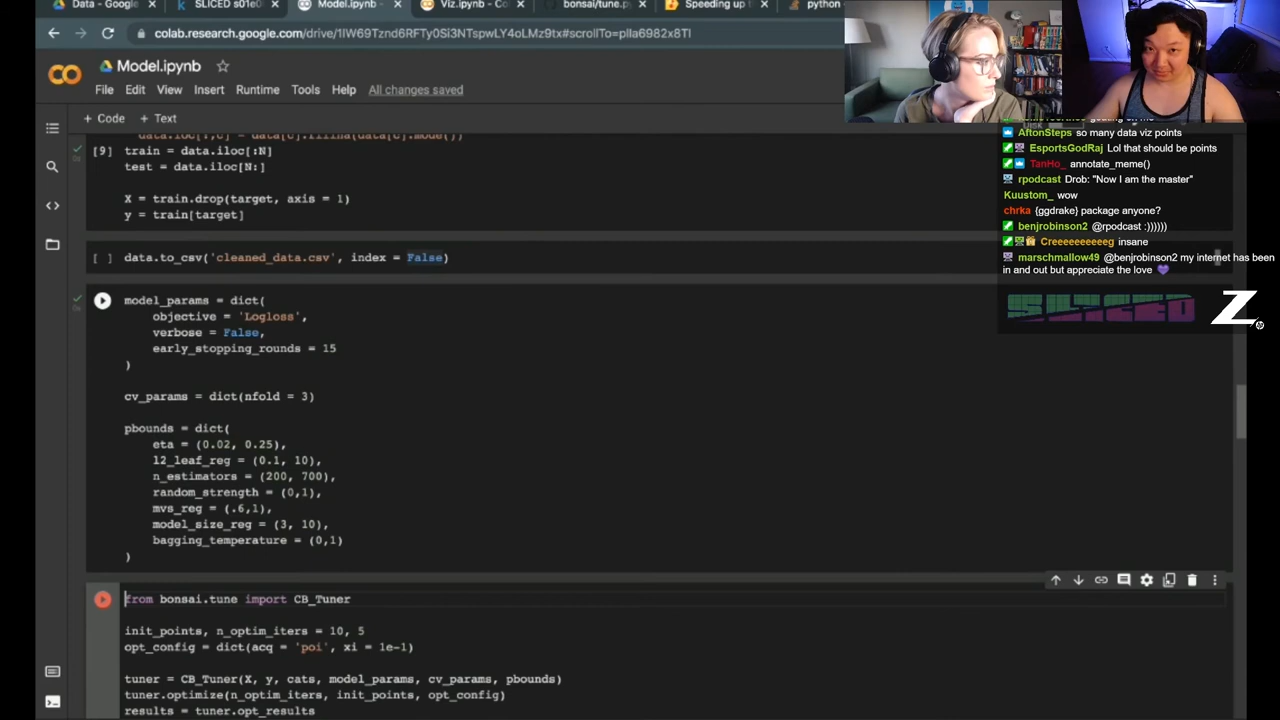 Data - Google
SLICED s01e0
Model.ipynb
Viz.ipynb - Co
bonsai/tune.p
Speeding up
python
colab.research.google.com/drive/1IW69Tznd6RFTy0Si3NTspwLY4oLMz9tx#scrollTo=plIa6982x8TI
Model.ipynb
File Edit View Insert Runtime Tools Help All changes saved
+ Code + Text
[9] train = data.iloc[:N]
test = data.iloc[N:]
X = train.drop(target, axis = 1)
y = train[target]
[ ] data.to_csv('cleaned_data.csv', index = False)
model_params = dict(
objective = 'Logloss',
verbose = False,
early_stopping_rounds = 15
)
cv_params = dict(nfold = 3)
pbounds = dict(
eta = (0.02, 0.25),
l2_leaf_reg = (0.1, 10),
n_estimators = (200, 700),
random_strength = (0,1),
mvs_reg = (.6,1),
model_size_reg = (3, 10),
bagging_temperature = (0,1)
)
from bonsai.tune import CB_Tuner
init_points, n_optim_iters = 10, 5
opt_config = dict(acq = 'poi', xi = 1e-1)
tuner = CB_Tuner(X, y, cats, model_params, cv_params, pbounds)
tuner.optimize(n_optim_iters, init_points, opt_config)
results = tuner.opt_results
AftonSteps so many data viz points
EsportsGodRaj Lol that should be points
TanHo_ annotate_meme()
rpodcast Drob: "Now I am the master"
Kuustom_ wow
chrka {ggdrake} package anyone?
benjrobinson2 @rpodcast :))))))
Creeeeeeeeeg insane
marschmallow49 @benjrobinson2 my internet has been
in and out but appreciate the love
SLICED